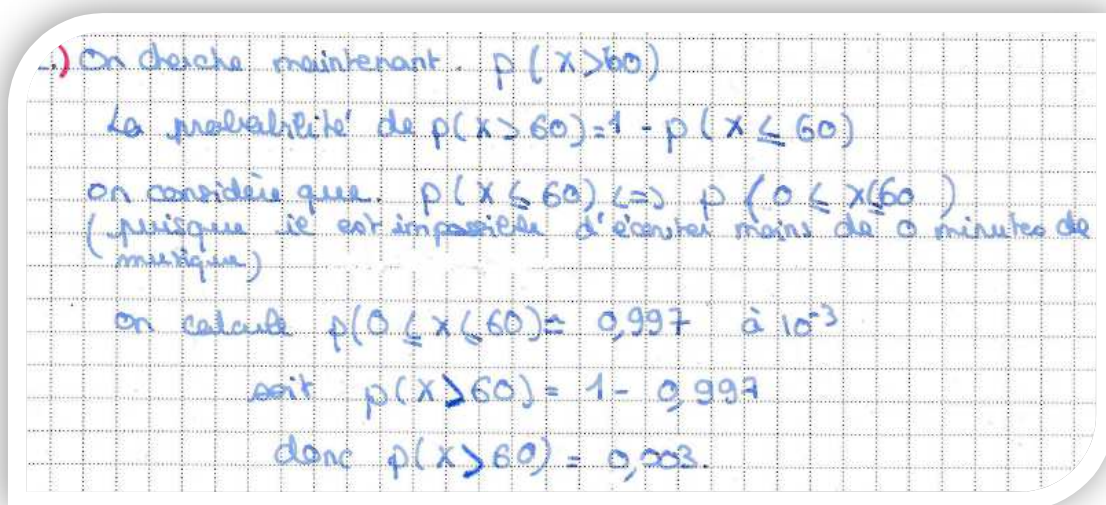 ..) On cherche maintenant. p(X>60)
La probabilité de p(X>60)=1-p(X≤60)
on considère que. p(X≤60) <=> p(0≤X≤60)
(puisque il est impossible d'écouter moins de 0 minutes de
musique)
on calcule p(0≤X≤60)≈ 0,997 à 10^-3
soit p(X>60) = 1- 0,997
donc p(X>60) = 0,003.